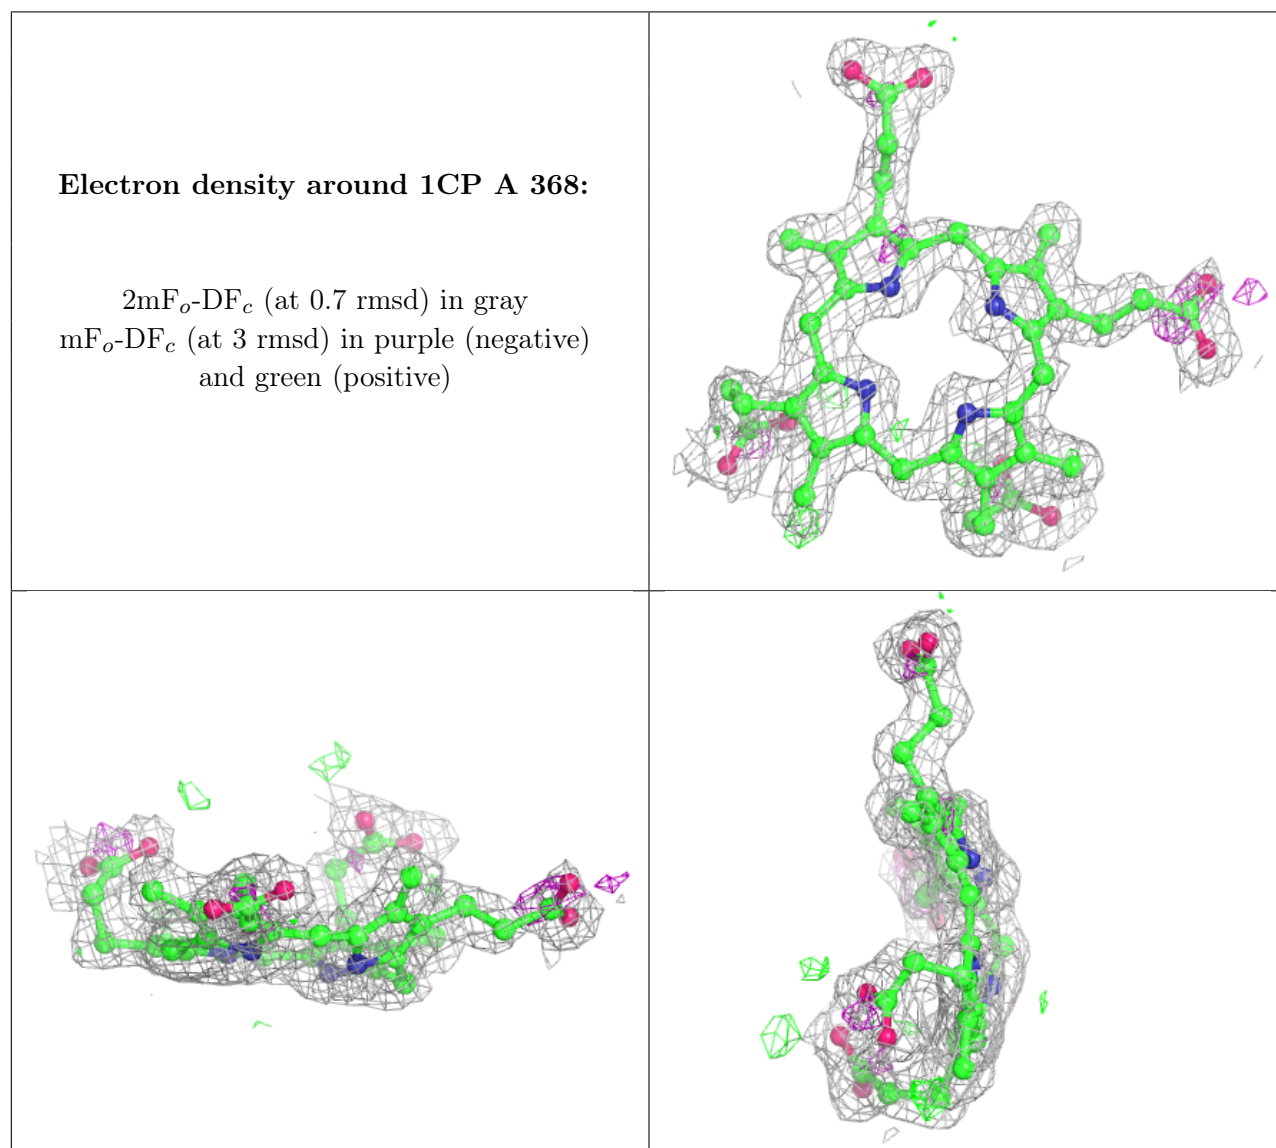 Electron density around 1CP A 368:
2mFo-DFc (at 0.7 rmsd) in gray
mFo-DFc (at 3 rmsd) in purple (negative)
and green (positive)